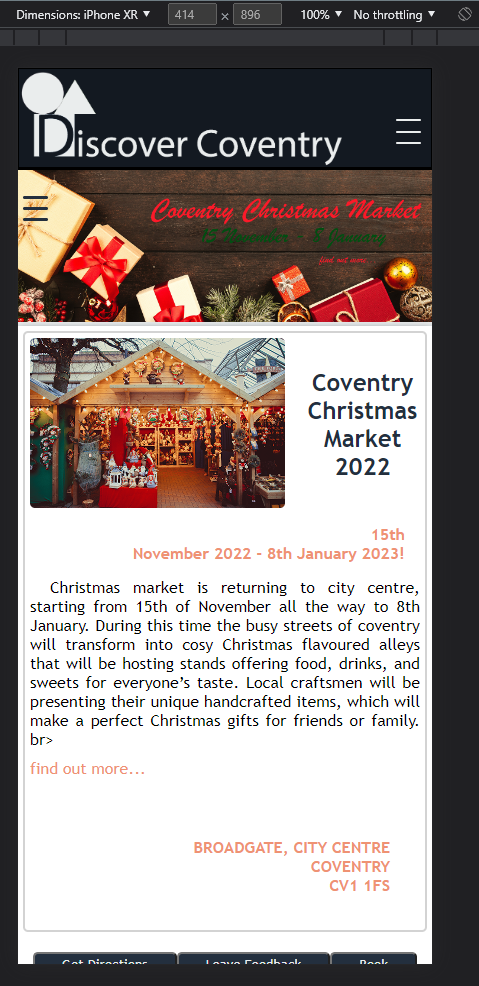 Dimensions: iPhone XR ▼ 414 × 896 100% ▼ No throttling ▼
Discover Coventry
Coventry Christmas Market
15 November - 8 January
find out more
Coventry
Christmas
Market
2022
15th
November 2022 - 8th January 2023!
Christmas market is returning to city centre,
starting from 15th of November all the way to 8th
January. During this time the busy streets of coventry
will transform into cosy Christmas flavoured alleys
that will be hosting stands offering food, drinks, and
sweets for everyone’s taste. Local craftsmen will be
presenting their unique handcrafted items, which will
make a perfect Christmas gifts for friends or family.
br>
find out more...
BROADGATE, CITY CENTRE
COVENTRY
CV1 1FS
Get Directions Leave Feedback Book